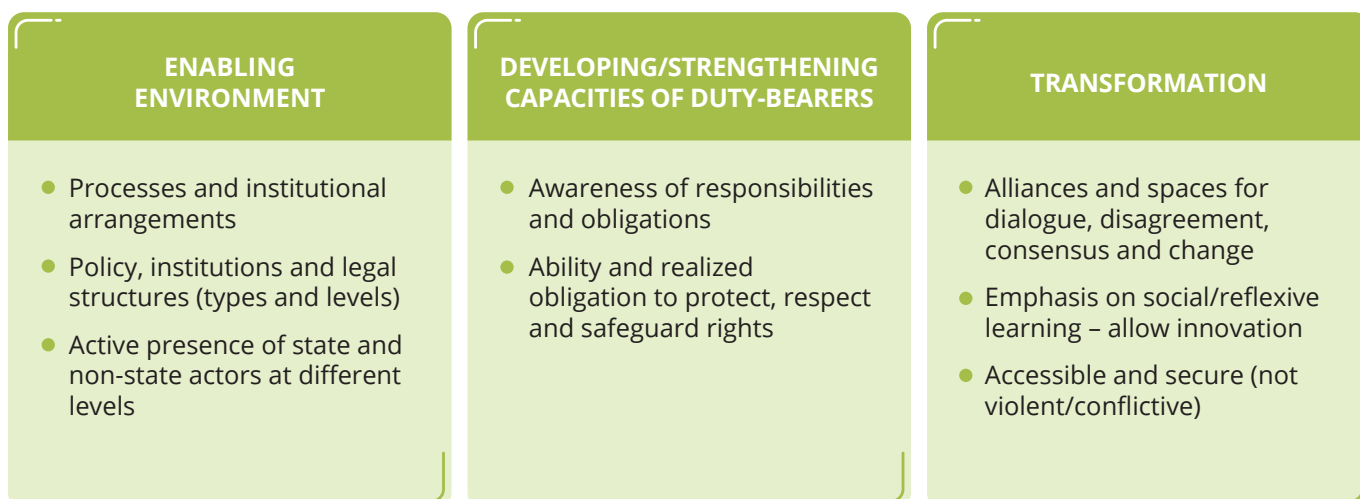 ENABLING
ENVIRONMENT
Processes and institutional
arrangements
Policy, institutions and legal
structures (types and levels)
Active presence of state and
non-state actors at different
levels
DEVELOPING/STRENGTHENING
CAPACITIES OF DUTY-BEARERS
Awareness of responsibilities
and obligations
Ability and realized
obligation to protect, respect
and safeguard rights
TRANSFORMATION
Alliances and spaces for
dialogue, disagreement,
consensus and change
Emphasis on social/reflexive
learning – allow innovation
Accessible and secure (not
violent/conflictive)